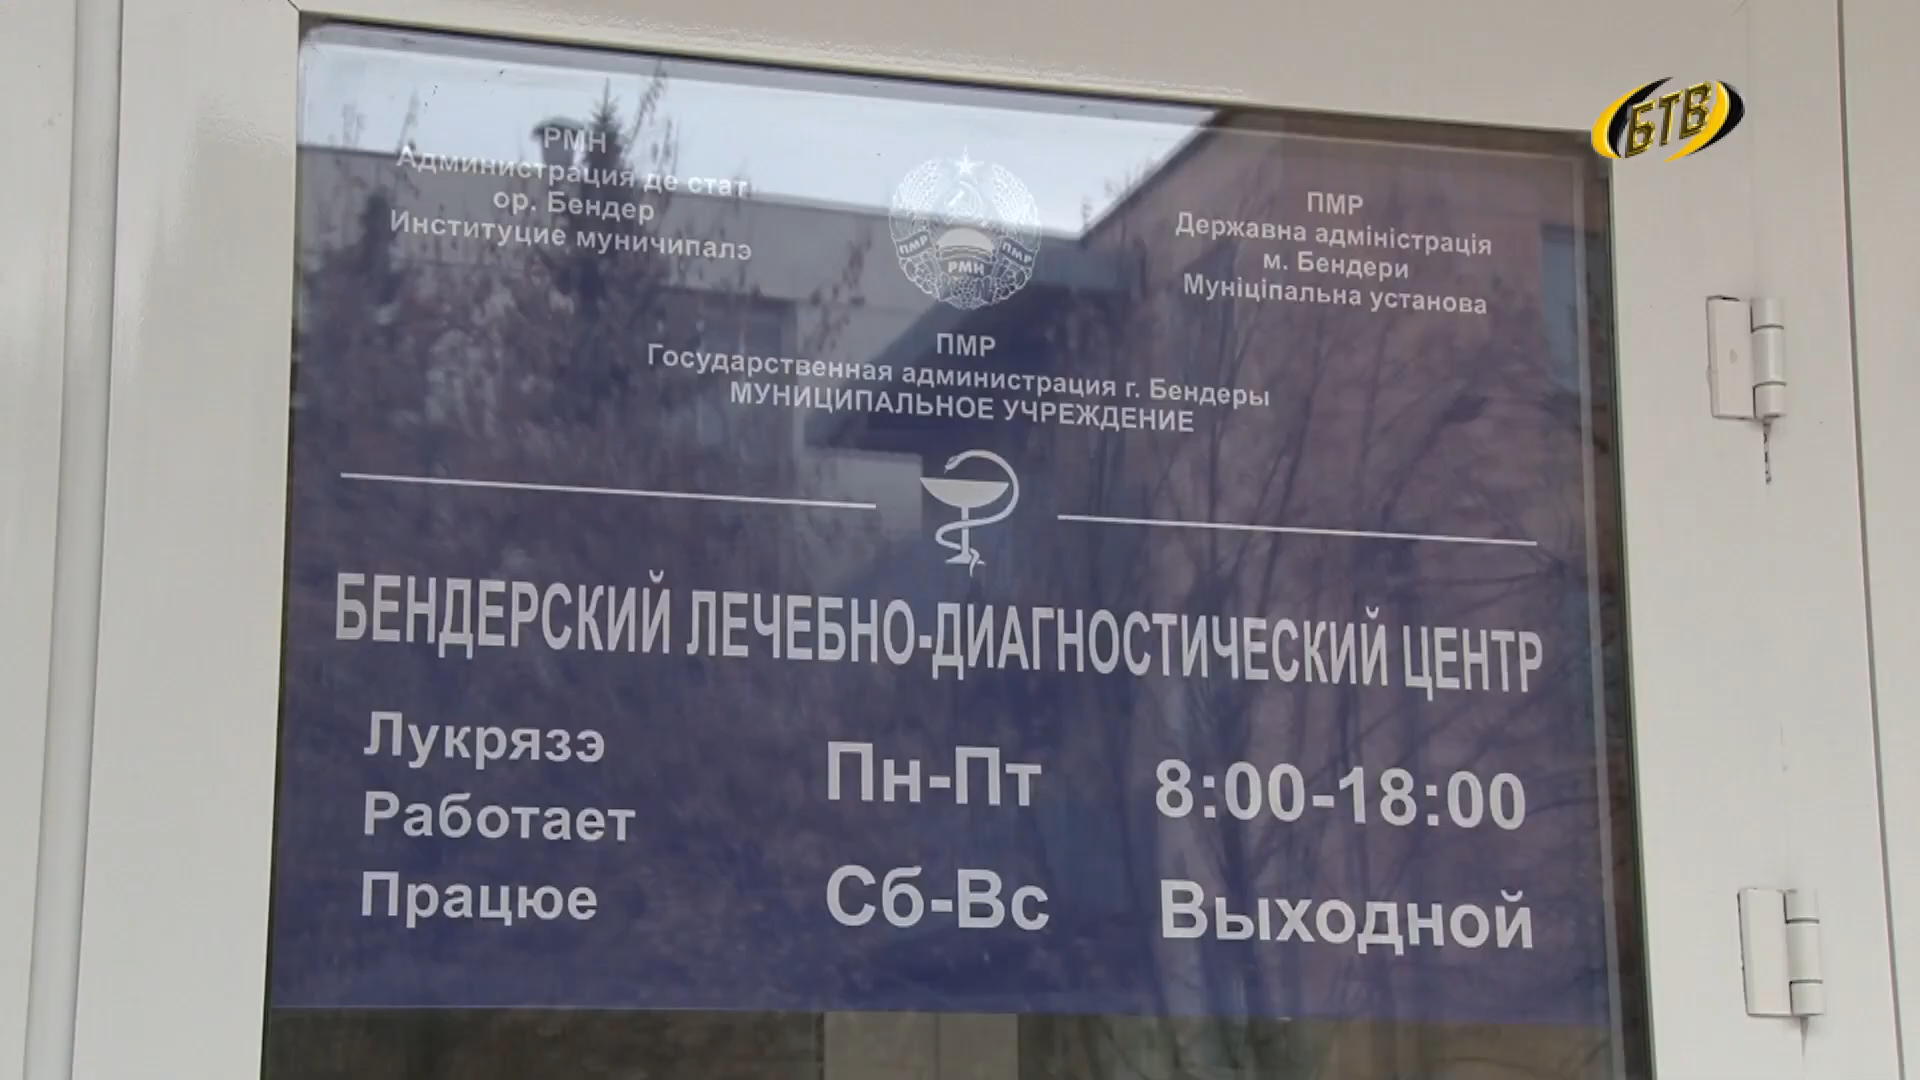 БТВ
РМН
Администрация де стат
ор. Бендер
Институцие муничипалэ
ПМР
РМН
ПМР
ПМР
Державна адміністрація
м. Бендери
Муніціпальна установа
ПМР
Государственная администрация г. Бендеры
МУНИЦИПАЛЬНОЕ УЧРЕЖДЕНИЕ
БЕНДЕРСКИЙ ЛЕЧЕБНО-ДИАГНОСТИЧЕСКИЙ ЦЕНТР
Лукрязэ
Работает
Працюе
Пн-Пт 8:00-18:00
Сб-Вс Выходной